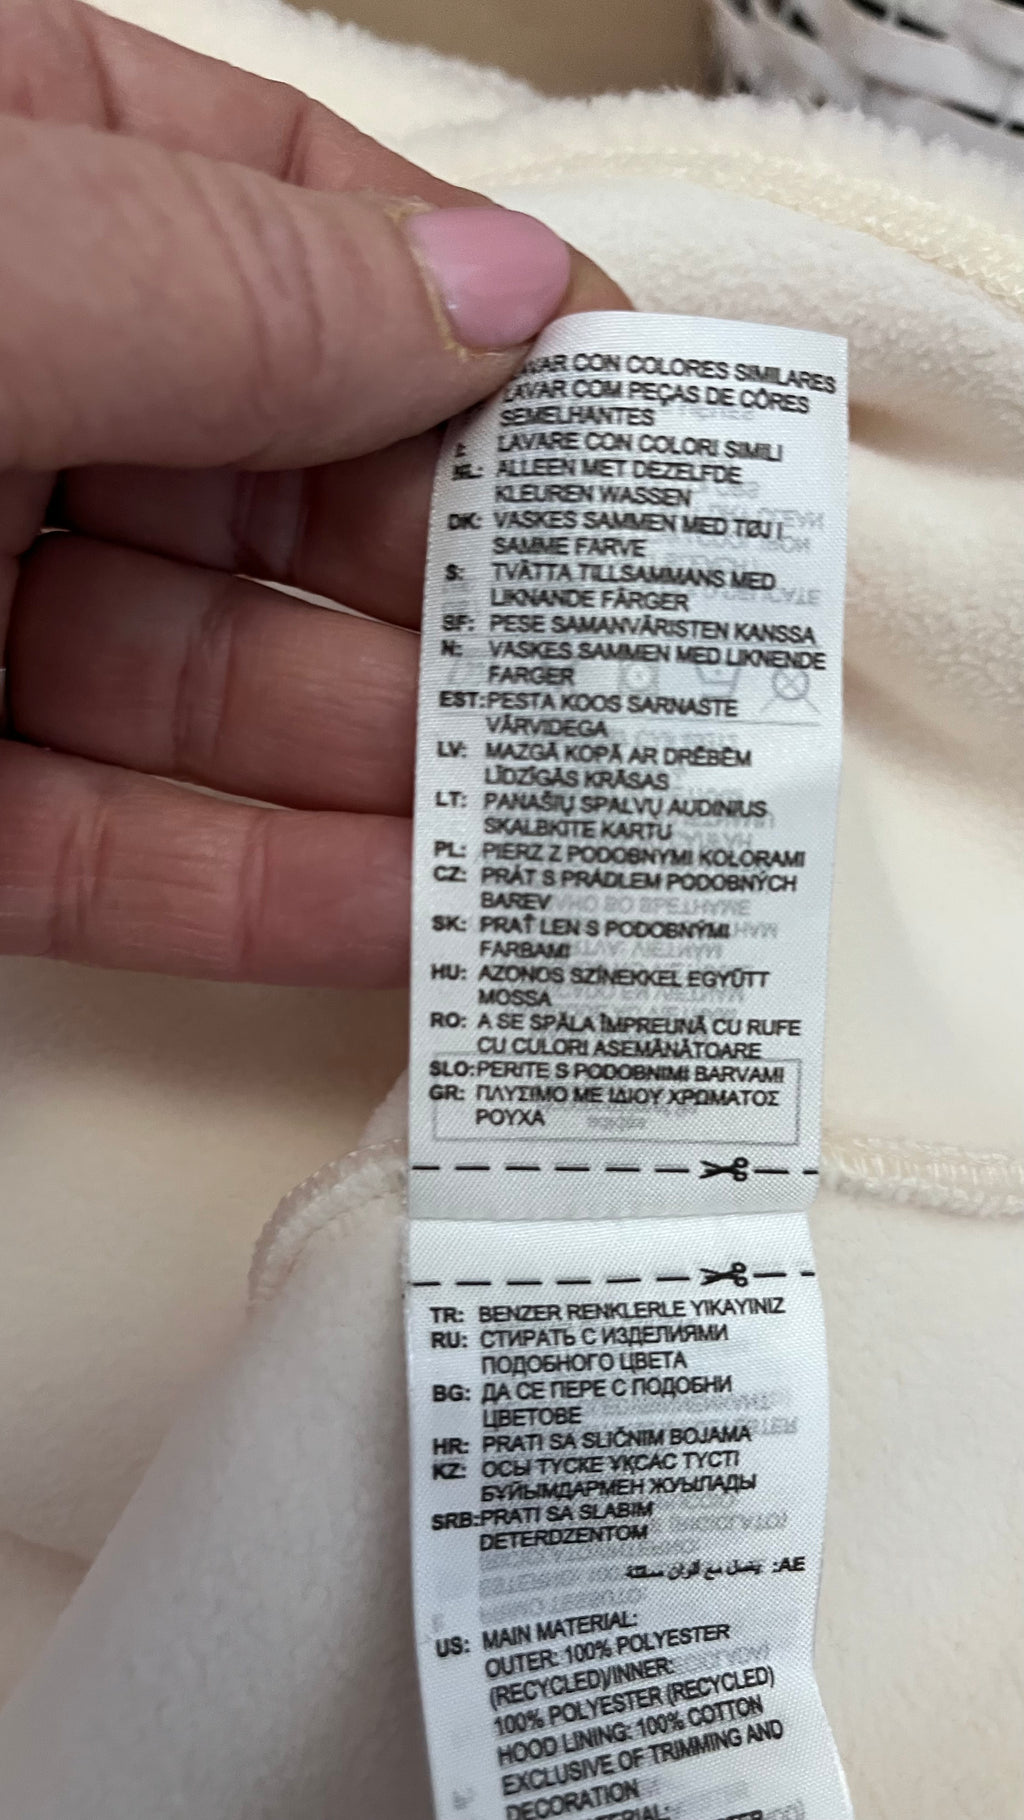 LAVAR CON COLORES SIMILARES
LAVAR COM PEÇAS DE CÔRES
SEMELHANTES
LAVARE CON COLORI SIMILI
NL: ALLEEN MET DEZELFDE
KLEUREN WASSEN
DK: VASKES SAMMEN MED TØJ I
SAMME FARVE
S: TVÄTTA TILLSAMMANS MED
LIKNANDE FÄRGER
SF: PESE SAMANVÄRISTEN KANSSA
N: VASKES SAMMEN MED LIKNENDE
FARGER
EST: PESTA KOOS SARNASTE
VÄRVIDEGA
LV: MAZGĀ KOPĀ AR DRĒBĒM
LĪDZĪGĀS KRĀSAS
LT: PANAŠIŲ SPALVŲ AUDINIUS
SKALBKITE KARTU
PL: PIERZ Z PODOBNYMI KOLORAMI
CZ: PRÁT S PRÁDLEM PODOBNÝCH
BAREV
SK: PRAŤ LEN S PODOBNÝMI
FARBAMI
HU: AZONOS SZÍNEKKEL EGYÜTT
MOSSA
RO: A SE SPĂLA ÎMPREUNĂ CU RUFE
CU CULORI ASEMĂNĂTOARE
SLO: PERITE S PODOBNIMI BARVAMI
GR: ΠΛΥΣΙΜΟ ΜΕ ΙΔΙΟΥ ΧΡΩΜΑΤΟΣ
ΡΟΥΧΑ
TR: BENZER RENKLERLE YIKAYINIZ
RU: СТИРАТЬ С ИЗДЕЛИЯМИ
ПОДОБНОГО ЦВЕТА
BG: ДА СЕ ПЕРЕ С ПОДОБНИ
ЦВЕТОВЕ
HR: PRATI SA SLIČNIM BOJAMA
KZ: ОСЫ ТҮСКЕ ҰҚСАС ТҮСТІ
БҰЙЫМДАРМЕН ЖУЫЛАДЫ
SRB: PRATI SA SLABIM
DETERDZENTOM
AE: يغسل مع ألوان مماثلة
US: MAIN MATERIAL:
OUTER: 100% POLYESTER
(RECYCLED)/INNER:
100% POLYESTER (RECYCLED)
HOOD LINING: 100% COTTON
EXCLUSIVE OF TRIMMING AND
DECORATION